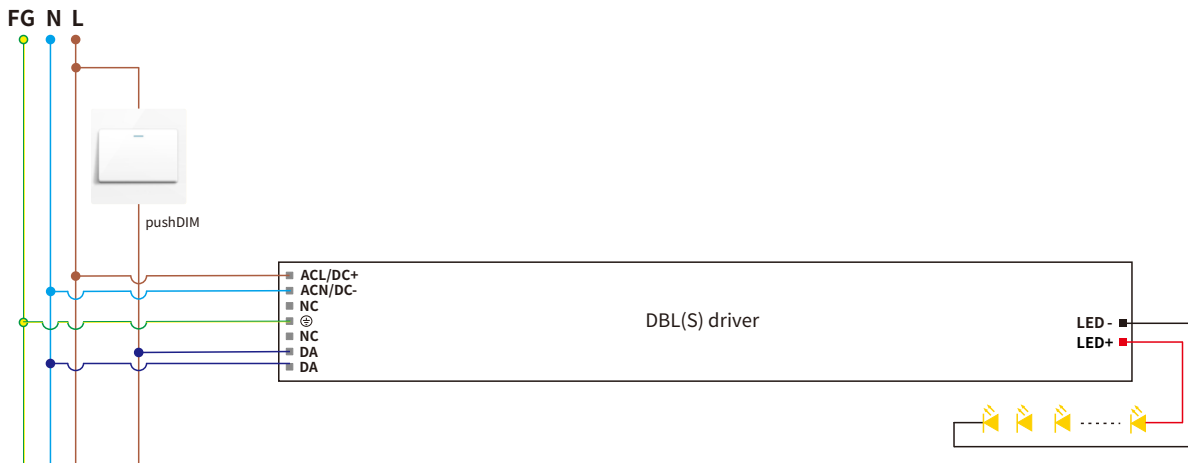 FG N L
pushDIM
ACL/DC+
ACN/DC-
NC
NC
DA
DA
DBL(S) driver
LED -
LED+